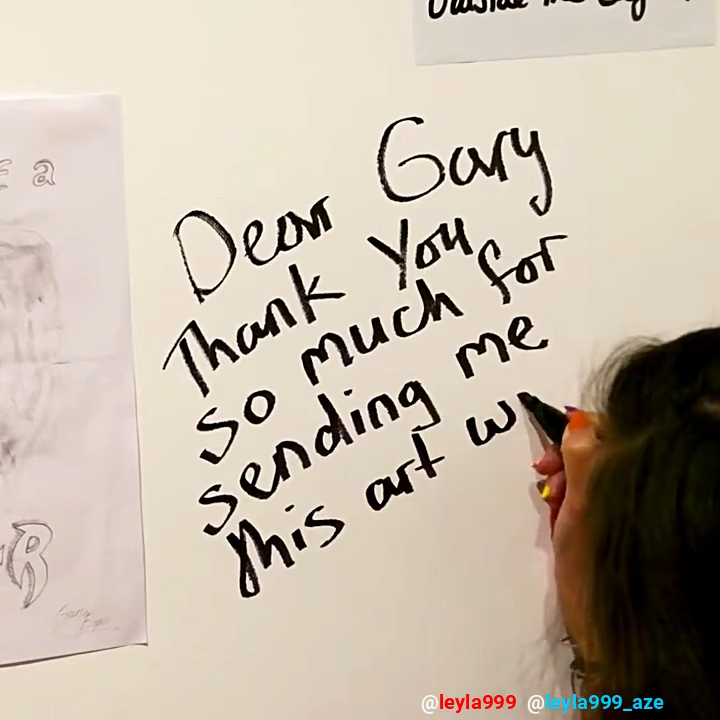 Dear Gary
Thank You
so much for
sending me
this art w
a
R
@leyla999 @leyla999_aze